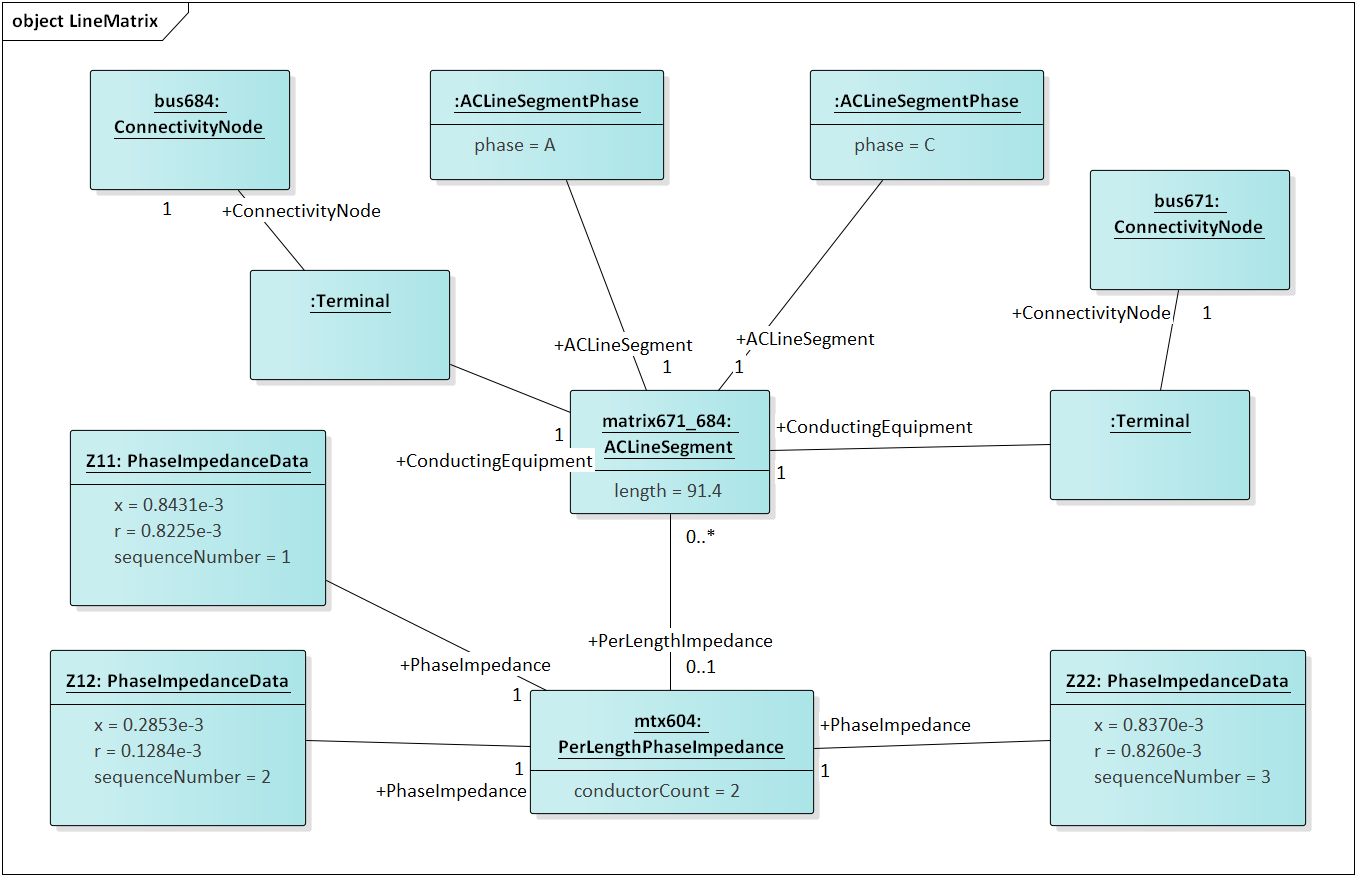 object LineMatrix
bus684:
ConnectivityNode
:ACLineSegmentPhase
phase = A
:ACLineSegmentPhase
phase = C
bus671:
ConnectivityNode
1
+ConnectivityNode
:Terminal
+ConnectivityNode
1
+ACLineSegment
1
+ACLineSegment
1
:Terminal
matrix671_684:
ACLineSegment
length = 91.4
1
+ConductingEquipment
+ConductingEquipment
1
Z11: PhaseImpedanceData
x = 0.8431e-3
r = 0.8225e-3
sequenceNumber = 1
0..*
+PerLengthImpedance
0..1
+PhaseImpedance
1
Z12: PhaseImpedanceData
x = 0.2853e-3
r = 0.1284e-3
sequenceNumber = 2
1
+PhaseImpedance
mtx604:
PerLengthPhaseImpedance
conductorCount = 2
+PhaseImpedance
1
Z22: PhaseImpedanceData
x = 0.8370e-3
r = 0.8260e-3
sequenceNumber = 3